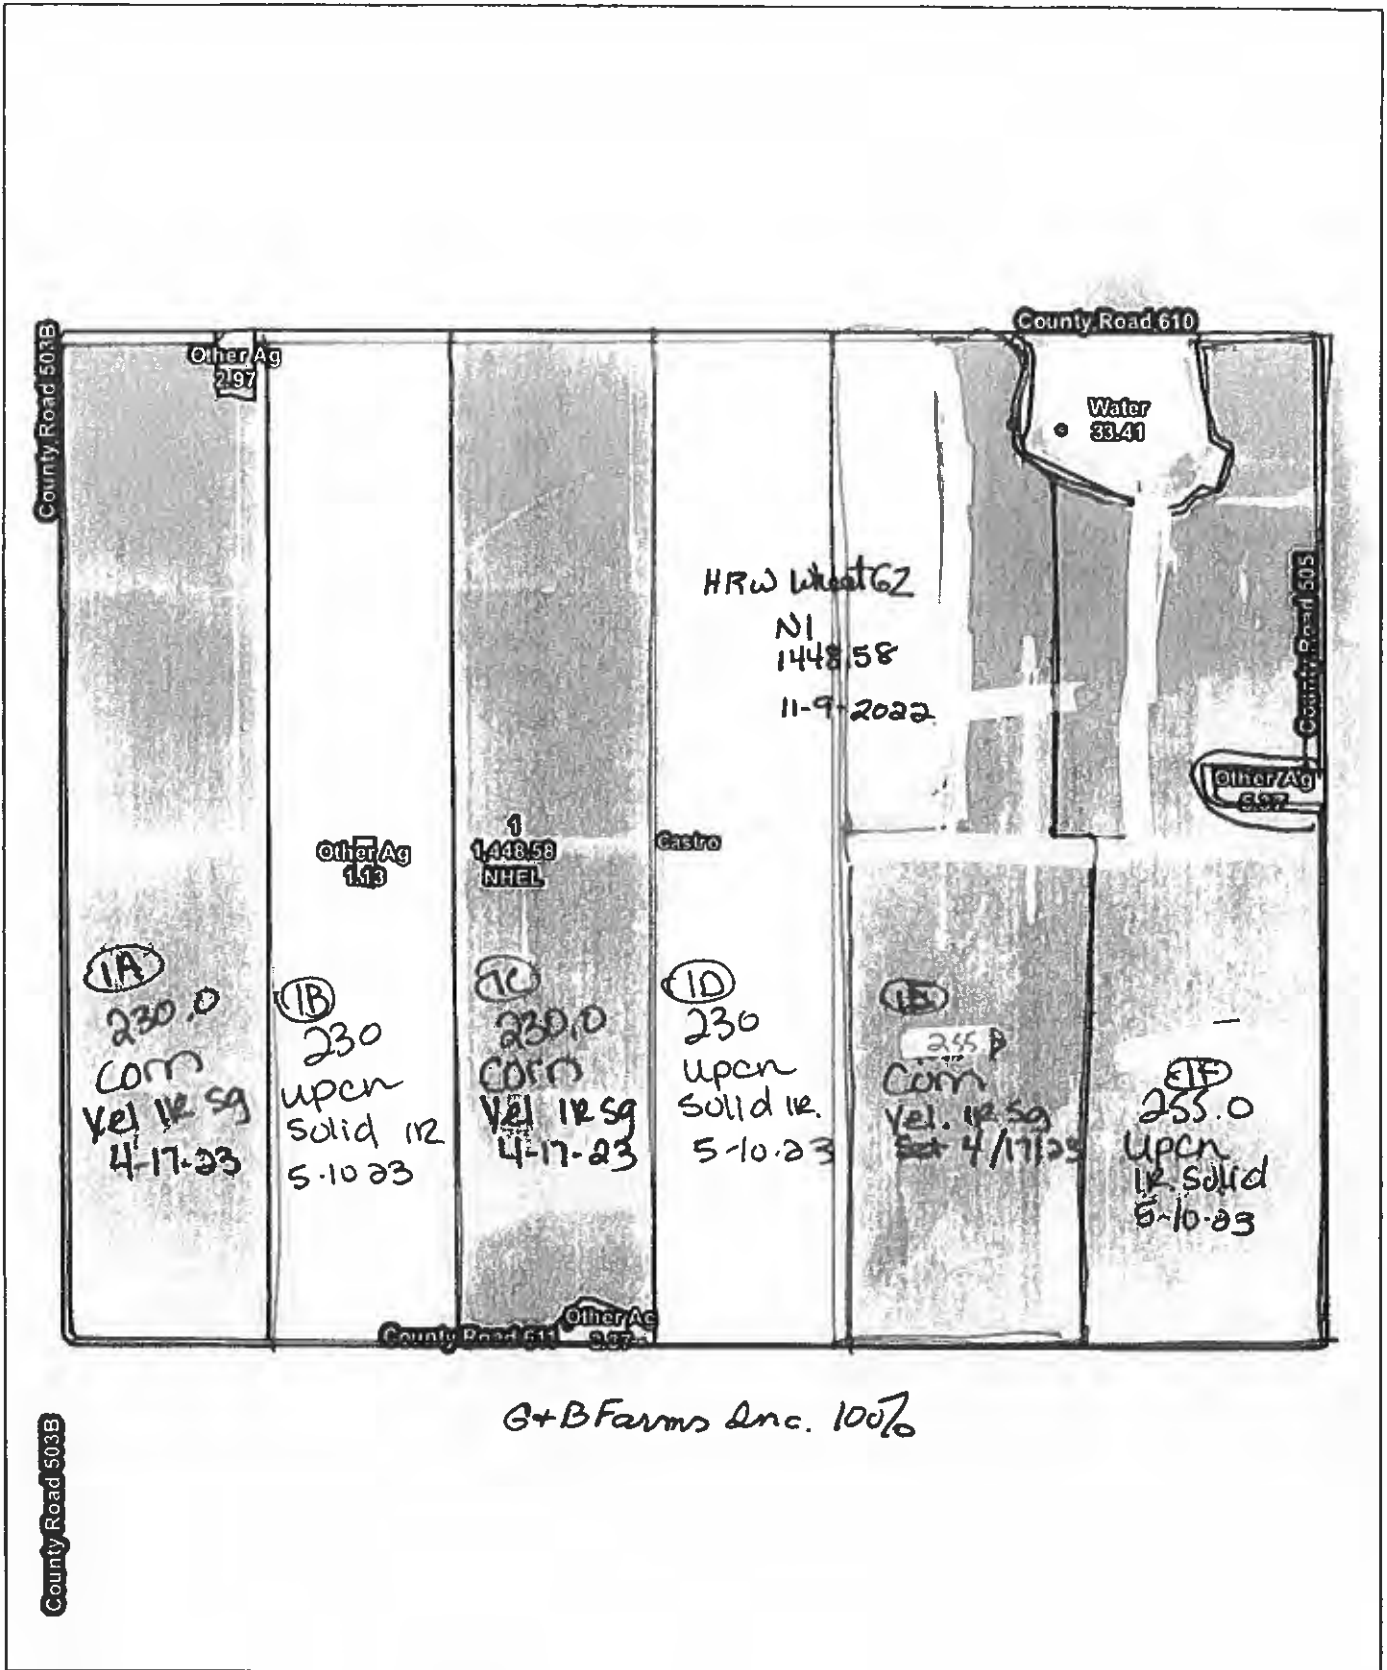 County Road 610
County Road 503B
Other Ag
2.97
Water
33.41
HRW Wheat GZ
NI
1448.58
11-9-2022
County Road 505
Other Ag
5.37
1
1,448.58
NHEL
Other Ag
1.13
Castro
1A
230.0
Corn
Yel IR Sg
4-17-23
1B
230
upcn
Solid IR
5-10 23
1C
230.0
Corn
Yel IR Sg
4-17-23
1D
230
upcn
Solid IR.
5-10-23
1E
255
Corn
Yel. IR Sg
4/17/23
1F
255.0
upcn
IR Solid
5-10-23
Other Ag
County Road 611
G+B Farms Inc. 100%
County Road 503B